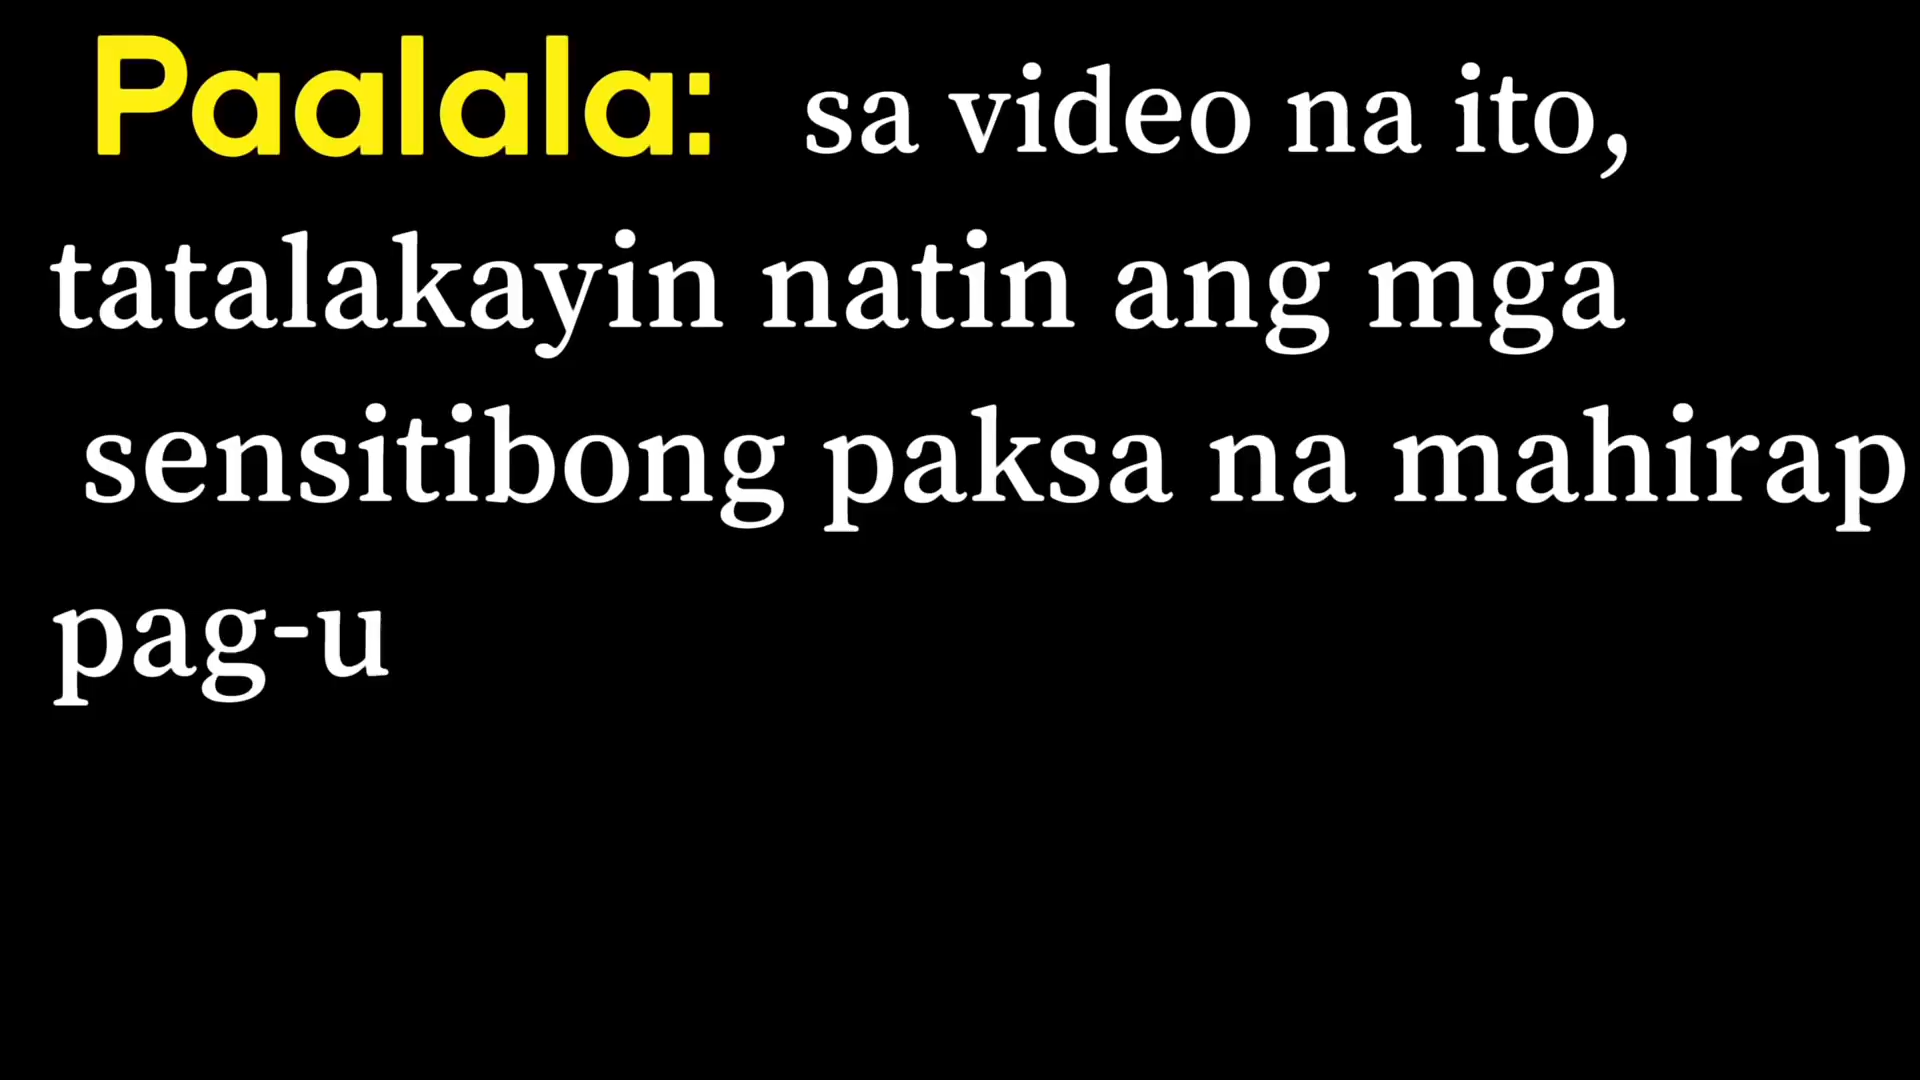 Paalala: sa video na ito,
tatalakayin natin ang mga
sensitibong paksa na mahirap
pag-u